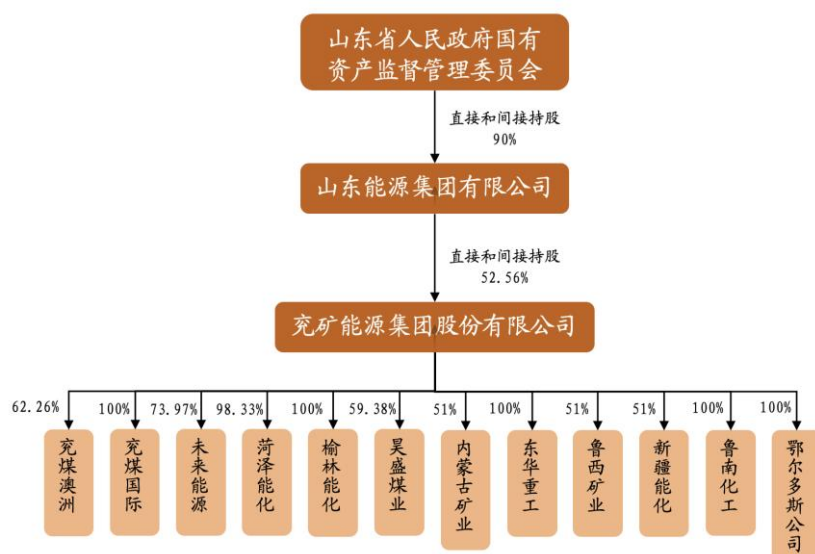 山东省人民政府国有
资产监督管理委员会
直接和间接持股
90%
山东能源集团有限公司
直接和间接持股
52.56%
兖矿能源集团股份有限公司
62.26%
100%
73.97%
98.33%
100%
59.38%
51%
100%
51%
51%
100%
100%
兖煤澳洲
兖煤国际
未来能源
菏泽能化
榆林能化
昊盛煤业
内蒙古矿业
东华重工
鲁西矿业
新疆能化
鲁南化工
鄂尔多斯公司